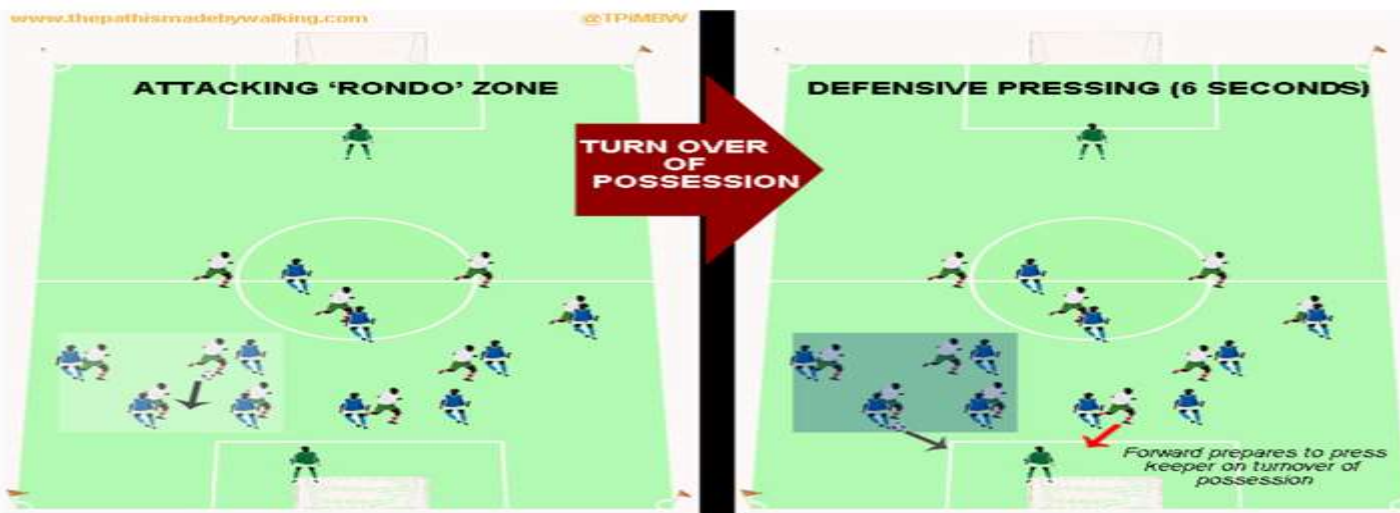 www.thepathismadebywalking.com
@TPiMBW
ATTACKING ‘RONDO’ ZONE
TURN OVER
OF
POSSESSION
DEFENSIVE PRESSING (6 SECONDS)
Forward prepares to press
keeper on turnover of
possession